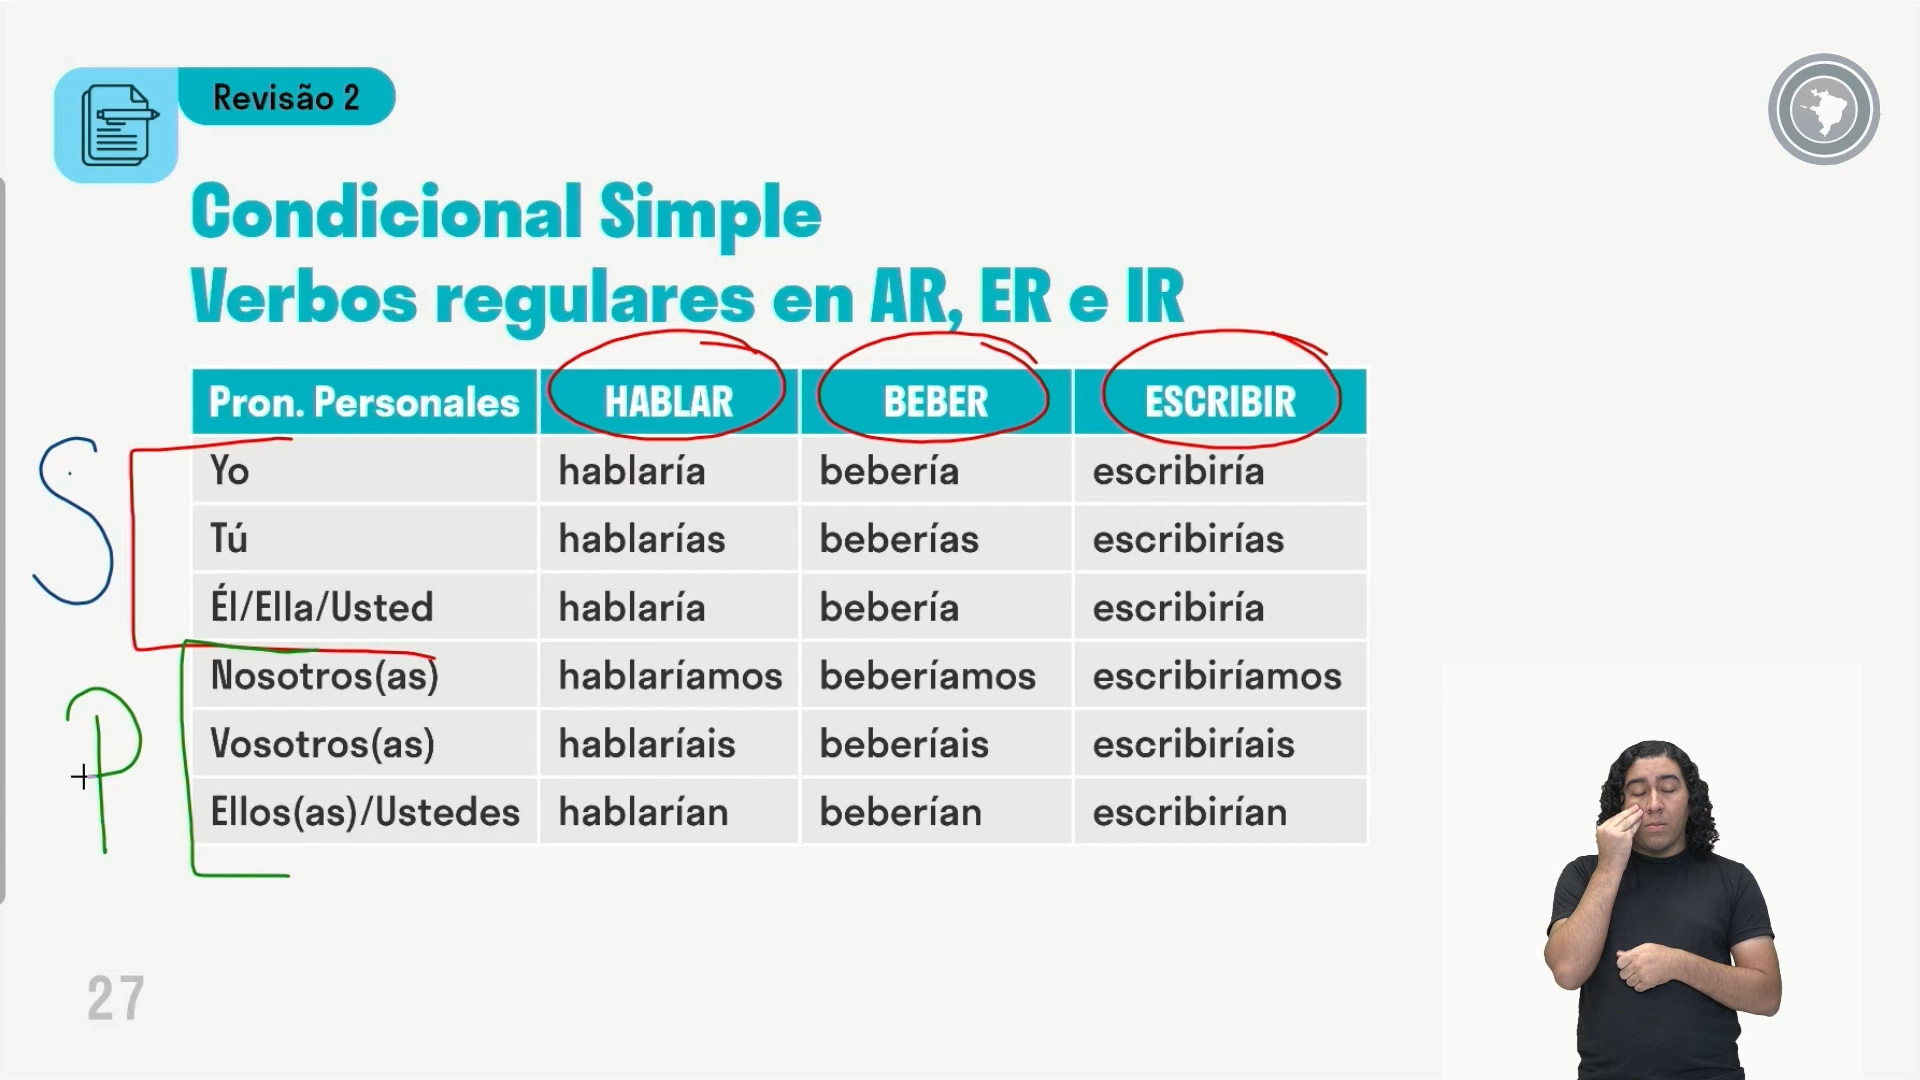 Revisão 2
Condicional Simple
Verbos regulares en AR, ER e IR
Pron. Personales HABLAR BEBER ESCRIBIR
Yo hablaría bebería escribiría
Tú hablarías beberías escribirías
Él/Ella/Usted hablaría bebería escribiría
Nosotros(as) hablaríamos beberíamos escribiríamos
Vosotros(as) hablaríais beberíais escribiríais
Ellos(as)/Ustedes hablarían beberían escribirían
S
P
27